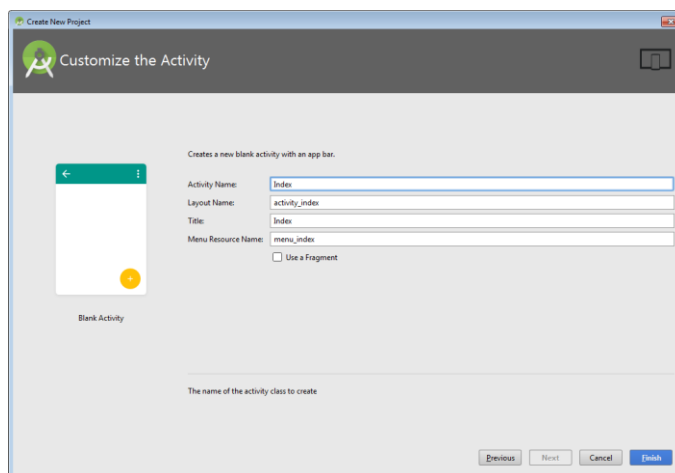 Create New Project
Customize the Activity
Creates a new blank activity with an app bar.
Activity Name: Index
Layout Name: activity_index
Title: Index
Menu Resource Name: menu_index
Use a Fragment
Blank Activity
The name of the activity class to create
Previous Next Cancel Finish